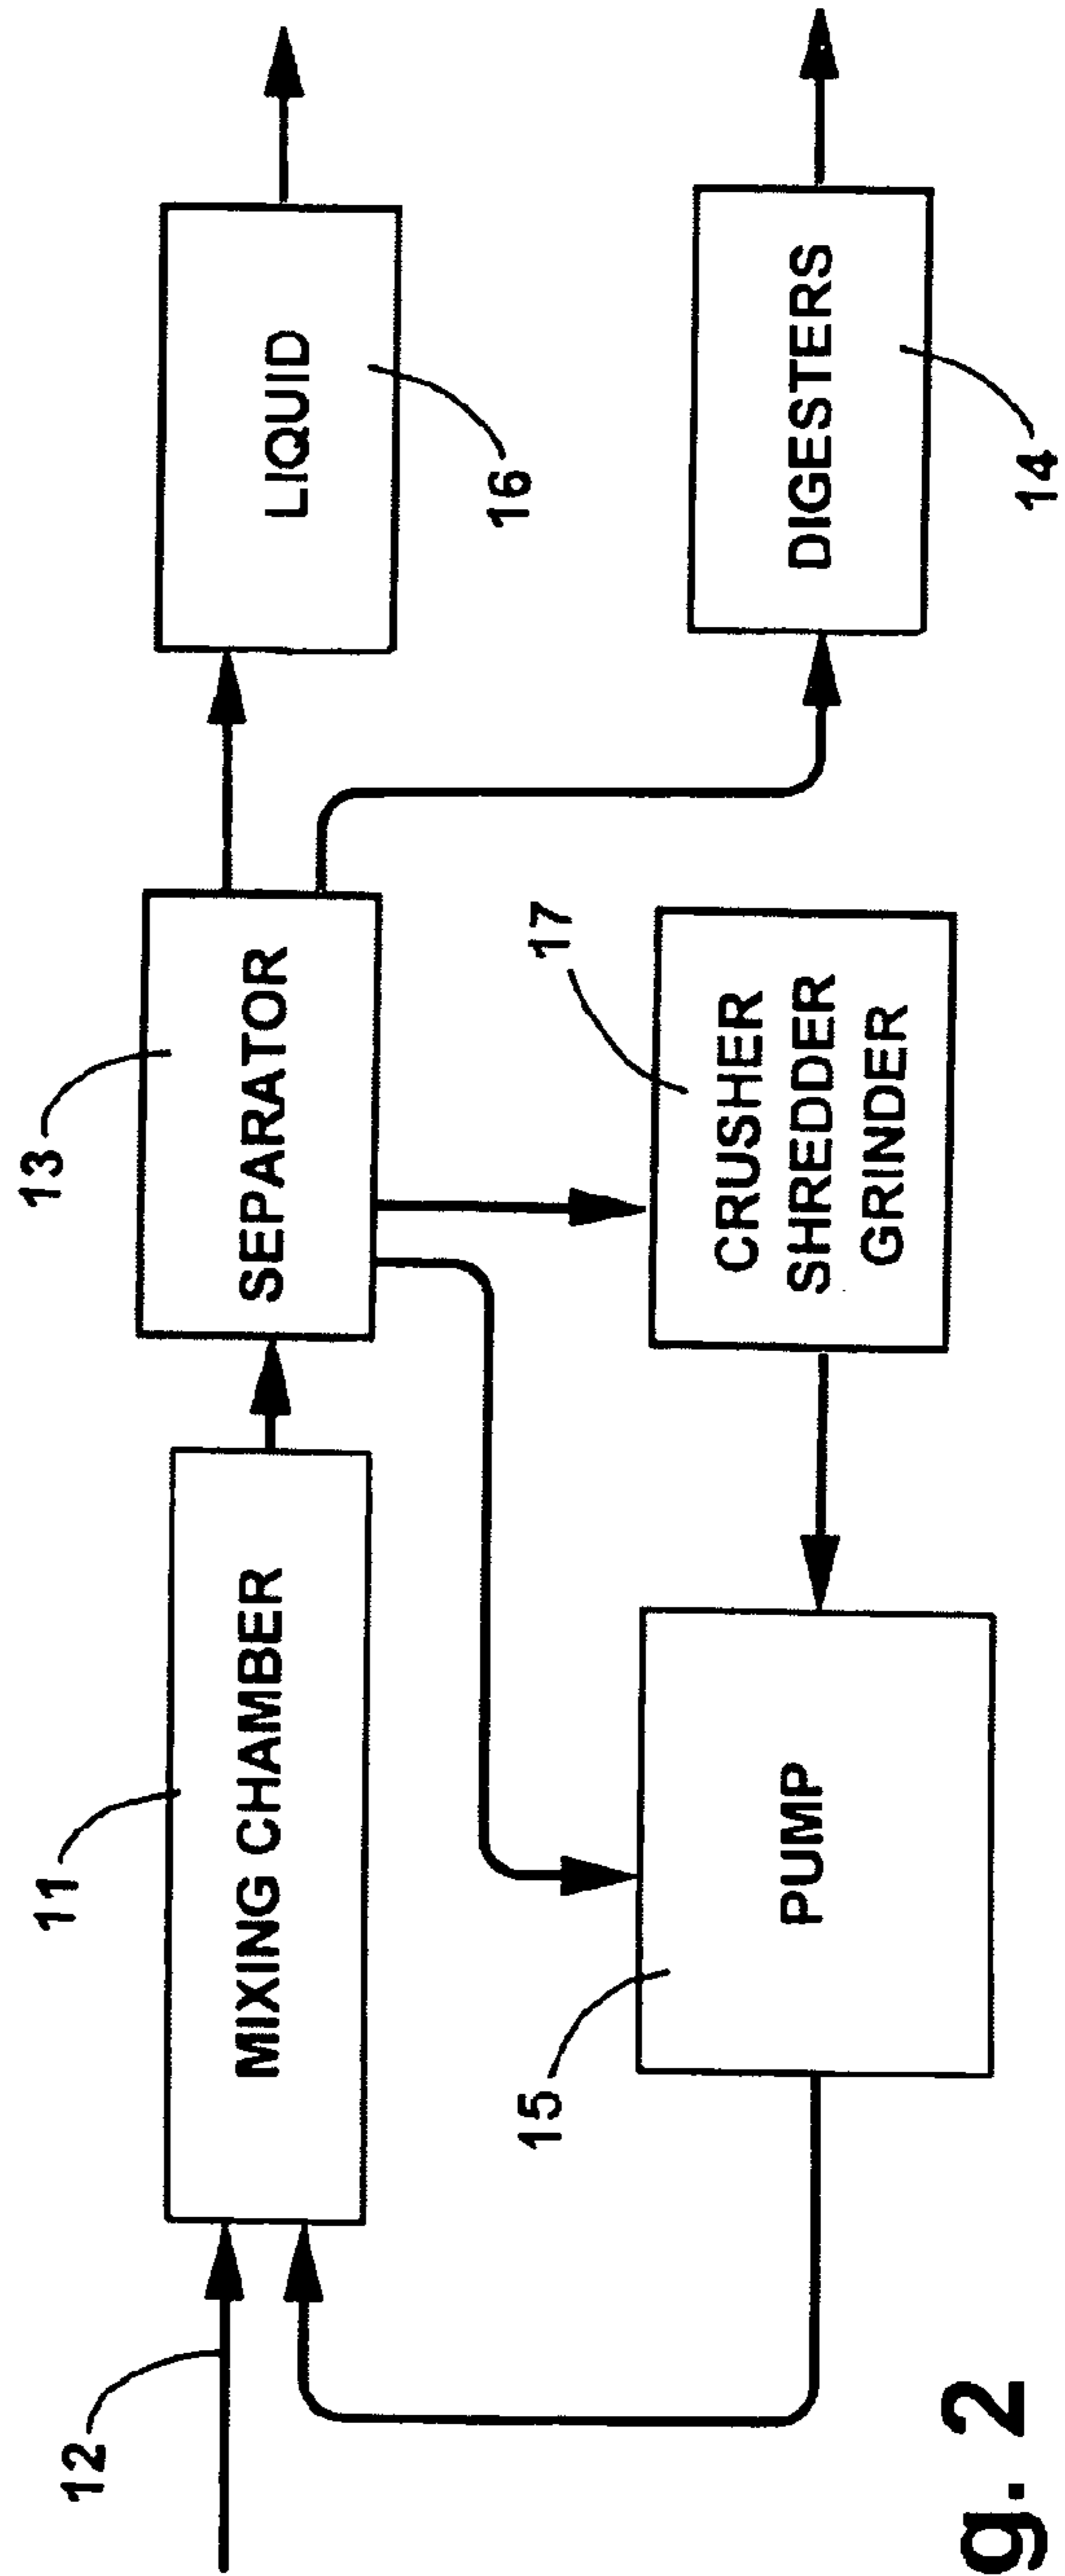 12
11
MIXING CHAMBER
13
SEPARATOR
LIQUID
16
15
PUMP
17
CRUSHER
SHREDDER
GRINDER
DIGESTERS
14
g. 2